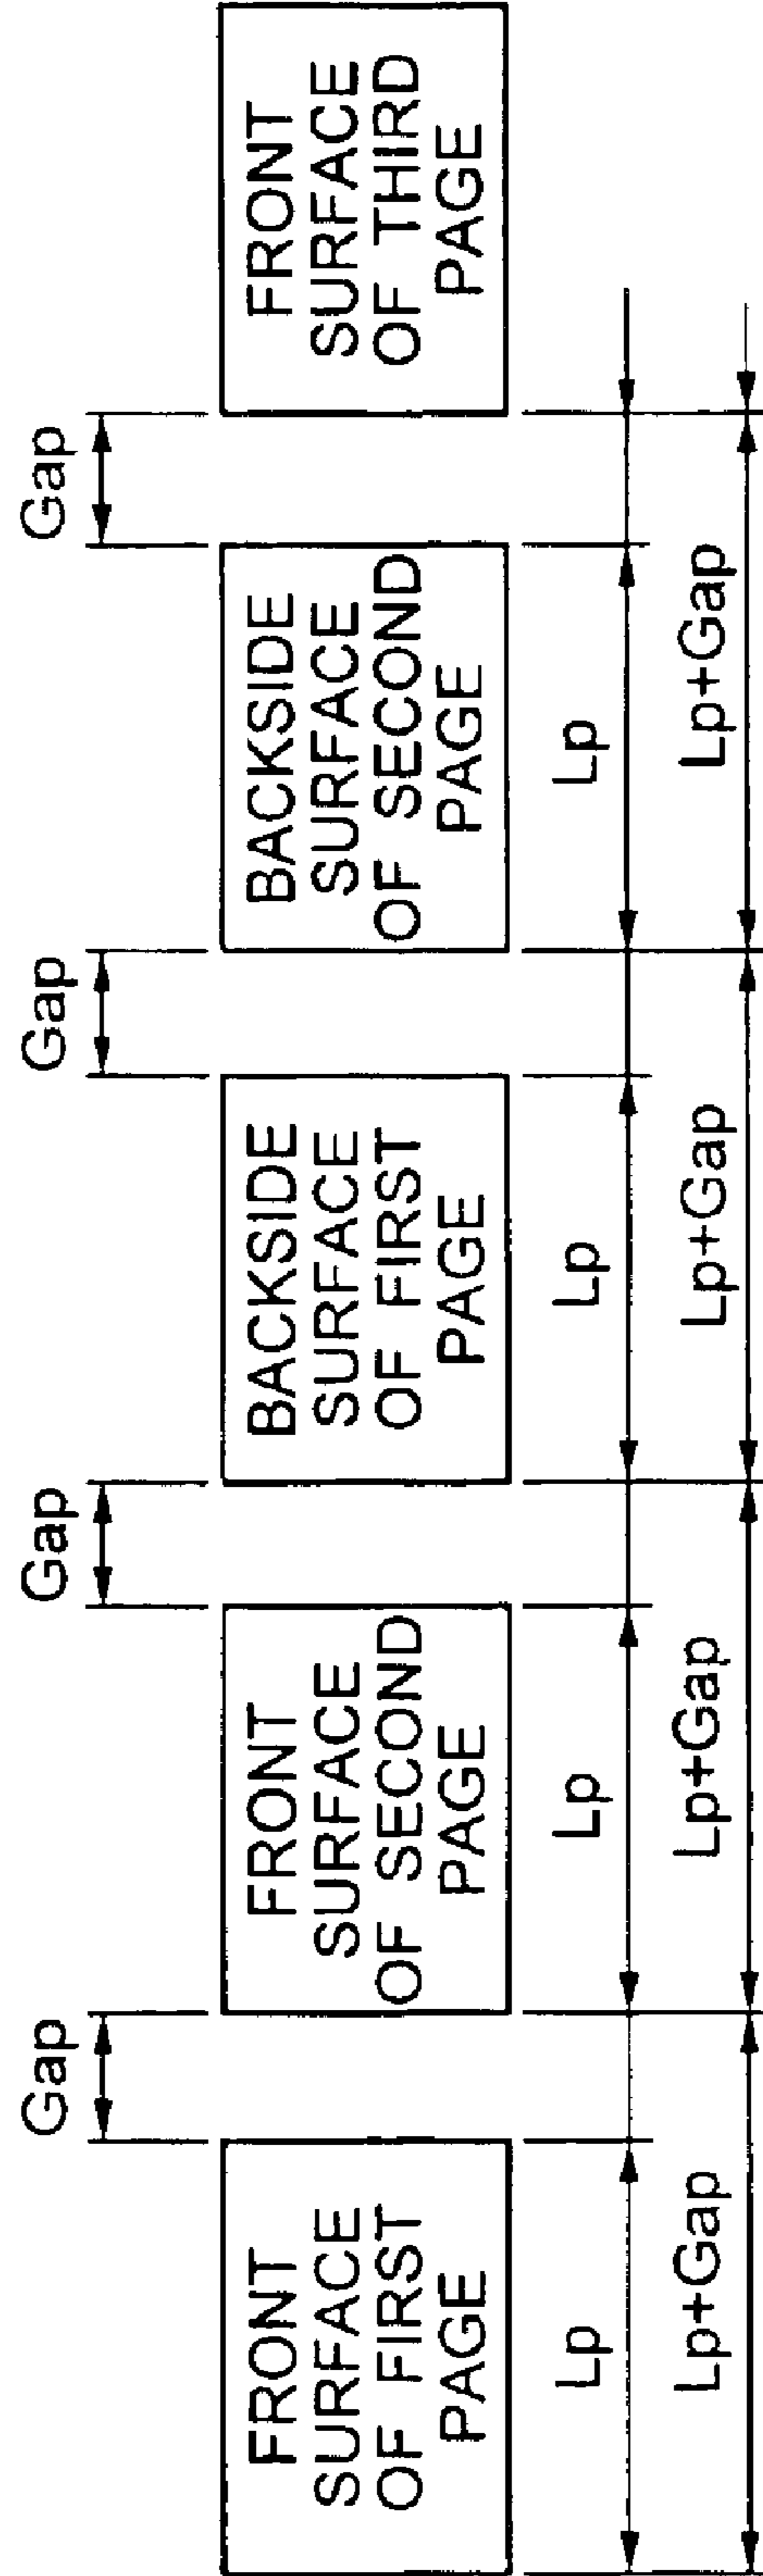 Gap
Gap
Gap
Gap
FRONT
SURFACE
OF FIRST
PAGE
FRONT
SURFACE
OF SECOND
PAGE
BACKSIDE
SURFACE
OF FIRST
PAGE
BACKSIDE
SURFACE
OF SECOND
PAGE
FRONT
SURFACE
OF THIRD
PAGE
Lp
Lp
Lp
Lp
Lp+Gap
Lp+Gap
Lp+Gap
Lp+Gap